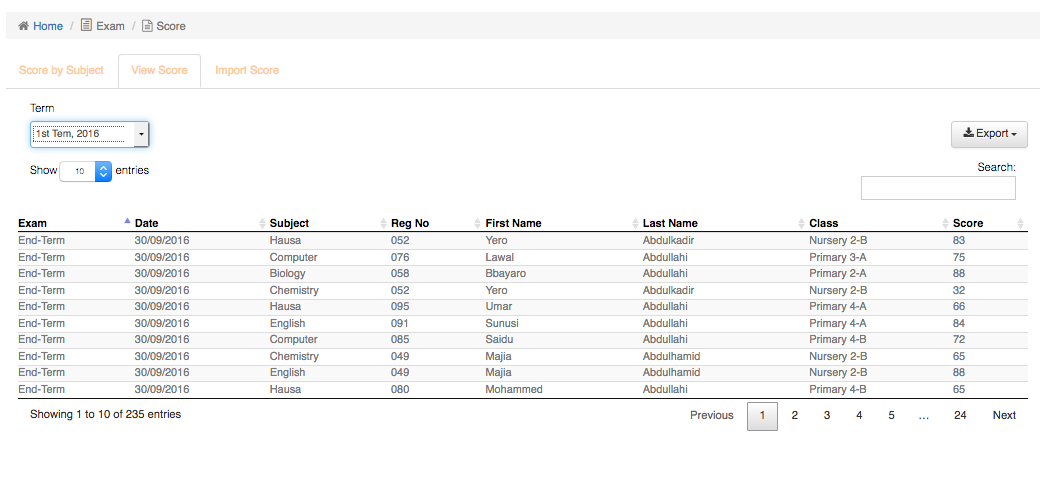 Home / Exam / Score
Score by Subject View Score Import Score
Term
1st Tem, 2016
Export
Show 10 entries
Search:
Exam Date Subject Reg No First Name Last Name Class Score
End-Term 30/09/2016 Hausa 052 Yero Abdulkadir Nursery 2-B 83
End-Term 30/09/2016 Computer 076 Lawal Abdullahi Primary 3-A 75
End-Term 30/09/2016 Biology 058 Bbayaro Abdullahi Primary 2-A 88
End-Term 30/09/2016 Chemistry 052 Yero Abdulkadir Nursery 2-B 32
End-Term 30/09/2016 Hausa 095 Umar Abdullahi Primary 4-A 66
End-Term 30/09/2016 English 091 Sunusi Abdullahi Primary 4-A 84
End-Term 30/09/2016 Computer 085 Saidu Abdullahi Primary 4-B 72
End-Term 30/09/2016 Chemistry 049 Majia Abdulhamid Nursery 2-B 65
End-Term 30/09/2016 English 049 Majia Abdulhamid Nursery 2-B 88
End-Term 30/09/2016 Hausa 080 Mohammed Abdullahi Primary 4-B 65
Showing 1 to 10 of 235 entries
Previous 1 2 3 4 5 … 24 Next